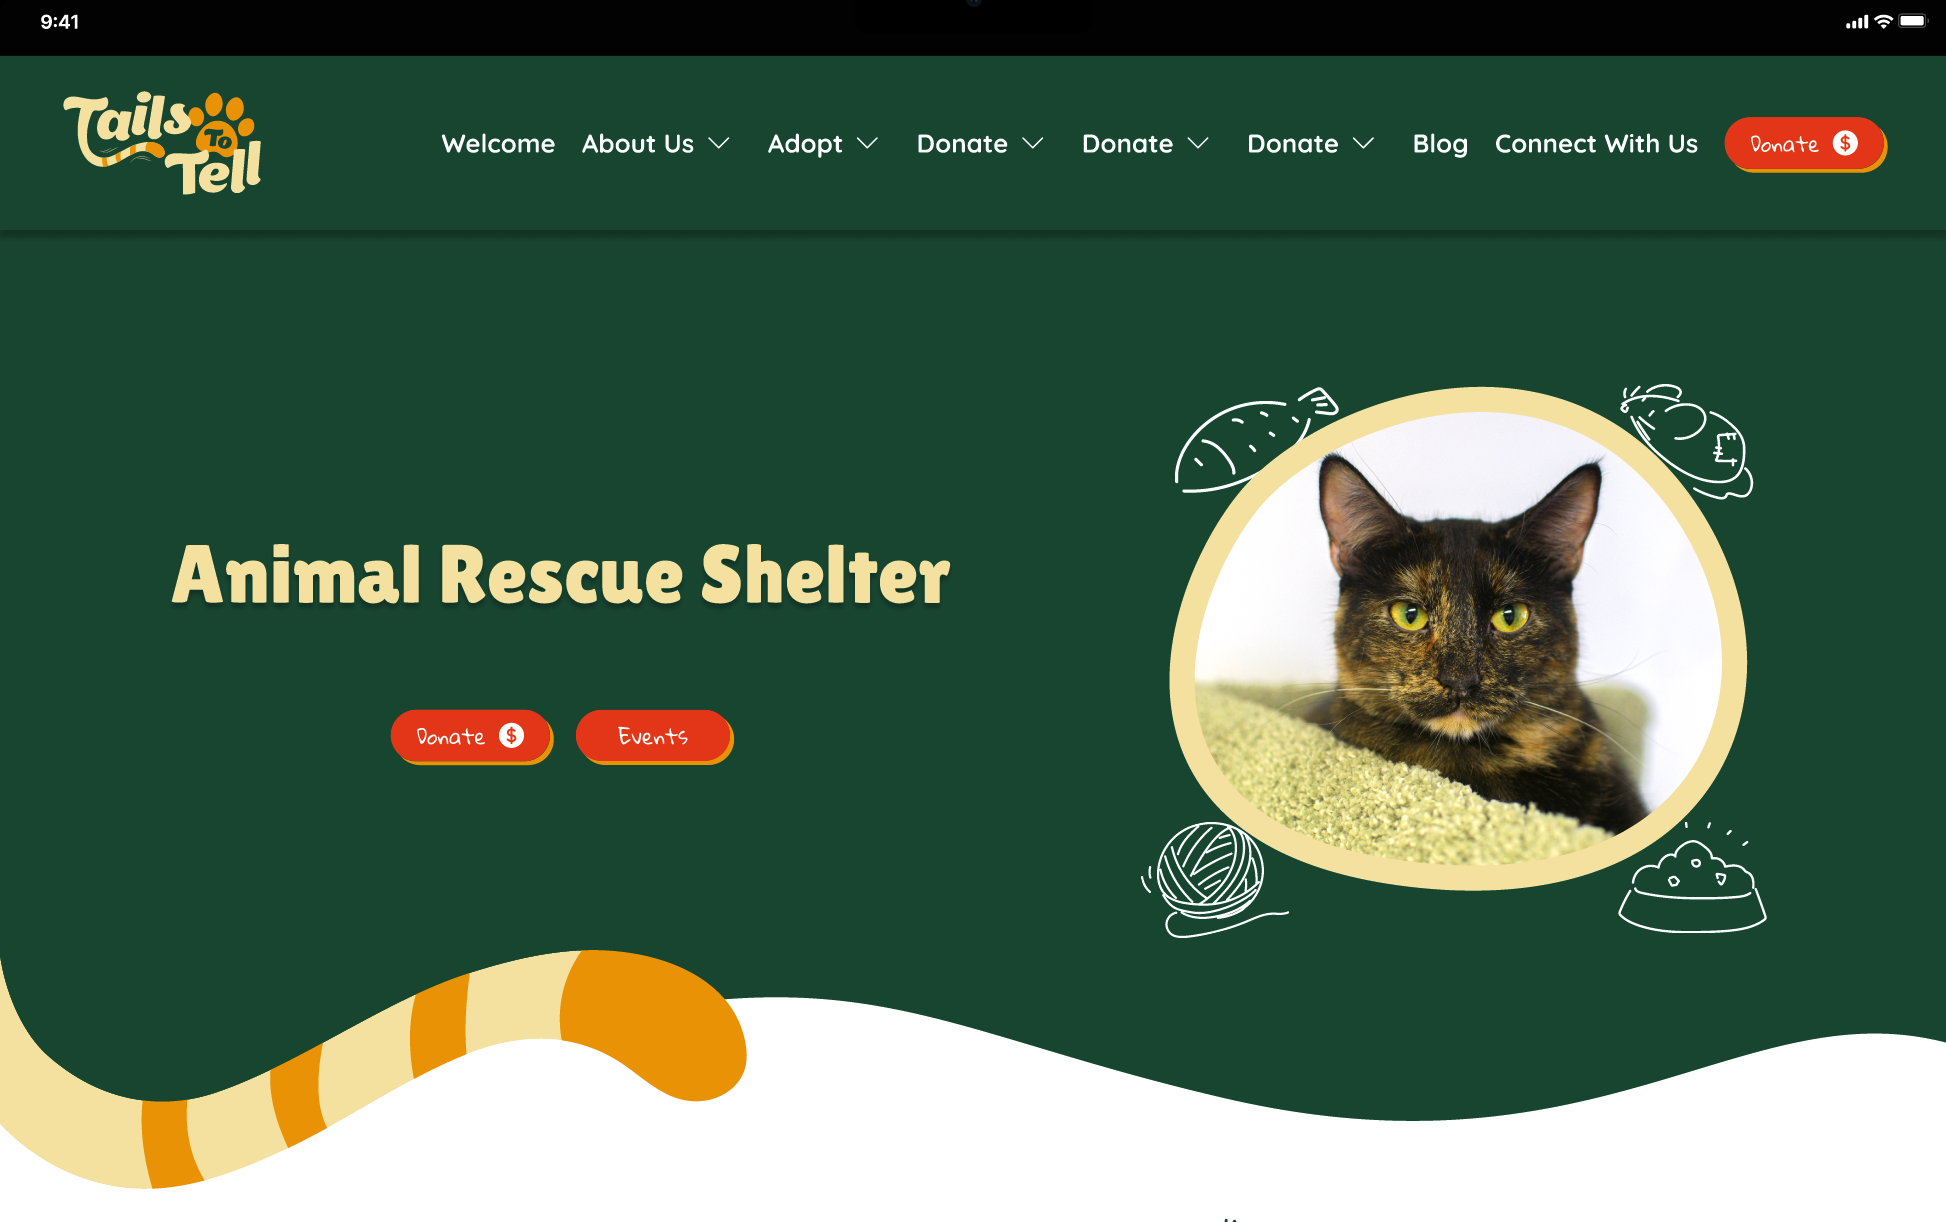 9:41
Tails To Tell
Welcome About Us Adopt Donate Donate Donate Blog Connect With Us Donate $
Animal Rescue Shelter
Donate $ Events